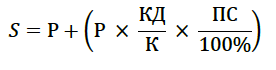 S = Р + (Р × КД/К × ПС/100%)